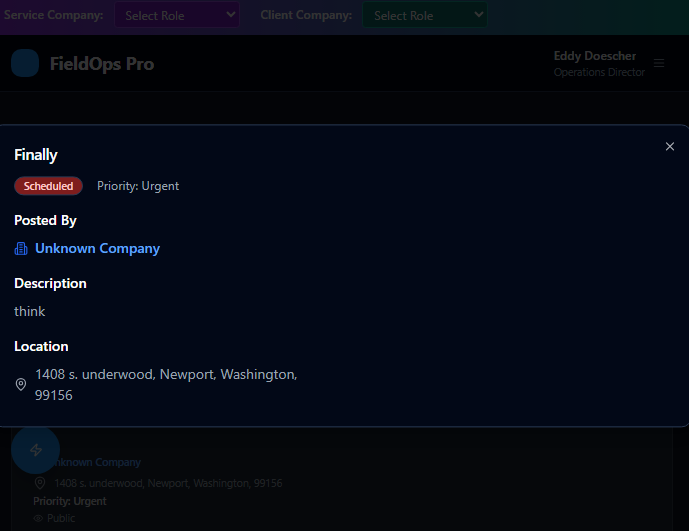 Service Company: Select Role Client Company: Select Role
FieldOps Pro
Eddy Doescher
Operations Director
Finally
Scheduled Priority: Urgent
Posted By
Unknown Company
Description
think
Location
1408 s. underwood, Newport, Washington,
99156
nknown Company
1408 s. underwood, Newport, Washington, 99156
Priority: Urgent
Public